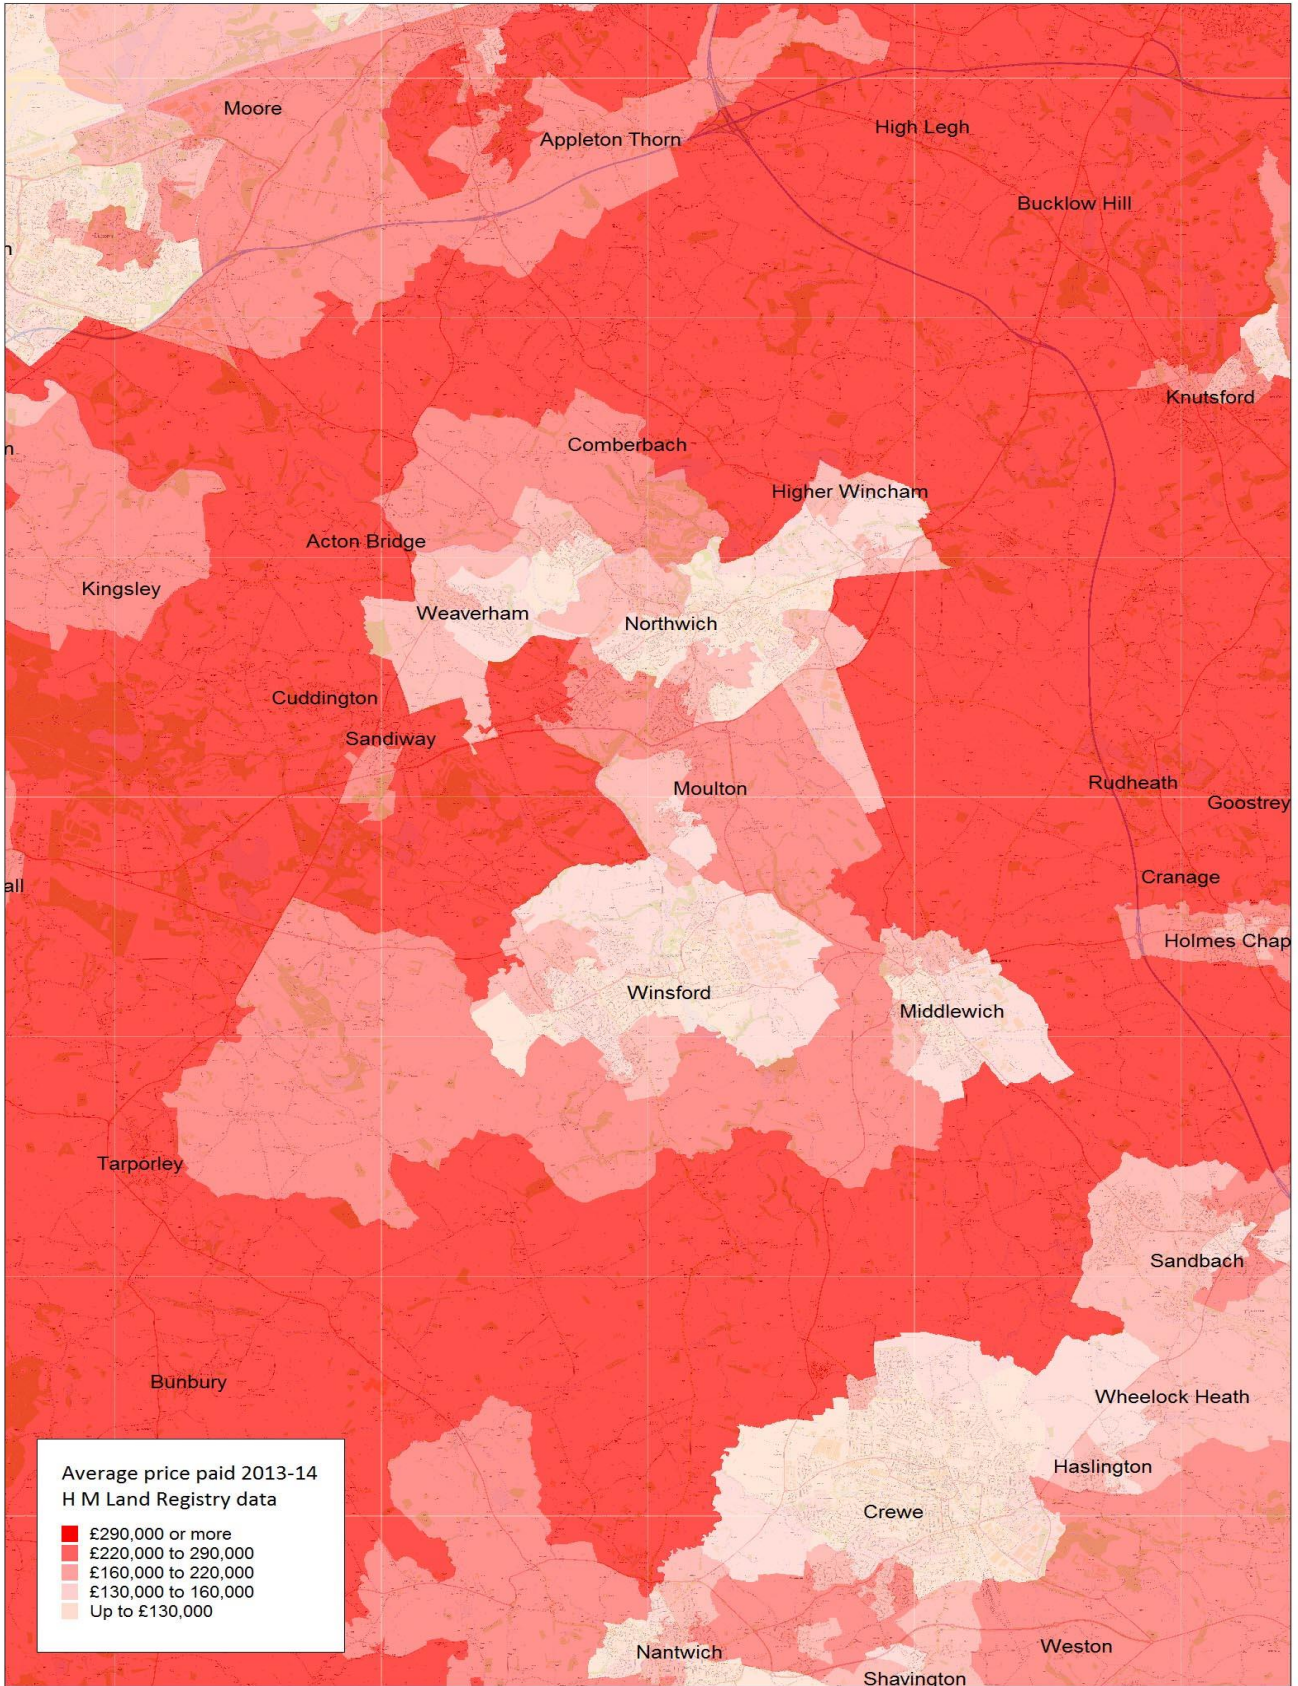 Moore
Appleton Thorn
High Legh
Bucklow Hill
n
Knutsford
Comberbach
m
Higher Wincham
Acton Bridge
Kingsley
Weaverham
Northwich
Cuddington
Sandiway
Moulton
Rudheath
Goostrey
all
Cranage
Holmes Chap
Winsford
Middlewich
Tarporley
Sandbach
Bunbury
Wheelock Heath
Haslington
Crewe
Weston
Nantwich
Shavington
Average price paid 2013-14
H M Land Registry data
£290,000 or more
£220,000 to 290,000
£160,000 to 220,000
£130,000 to 160,000
Up to £130,000